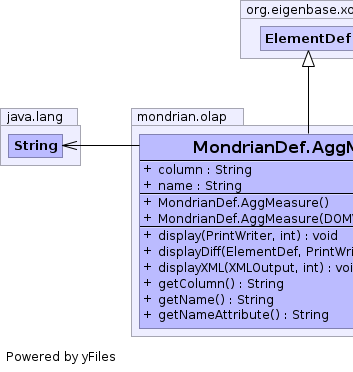 org.eigenbase.xo
ElementDef
java.lang
String
mondrian.olap
MondrianDef.AggM
+ column : String
+ name : String
+ MondrianDef.AggMeasure()
+ MondrianDef.AggMeasure(DOMW
+ display(PrintWriter, int) : void
+ displayDiff(ElementDef, PrintWri
+ displayXML(XMLOutput, int) : voi
+ getColumn() : String
+ getName() : String
+ getNameAttribute() : String
Powered by yFiles